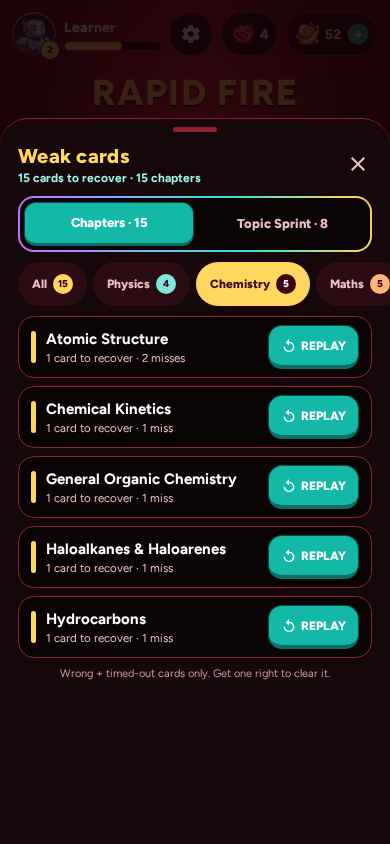 Learner
2
4
52
RAPID FIRE
Weak cards
15 cards to recover · 15 chapters
Chapters · 15
Topic Sprint · 8
All 15
Physics 4
Chemistry 5
Maths 5
Atomic Structure
1 card to recover · 2 misses
REPLAY
Chemical Kinetics
1 card to recover · 1 miss
REPLAY
General Organic Chemistry
1 card to recover · 1 miss
REPLAY
Haloalkanes & Haloarenes
1 card to recover · 1 miss
REPLAY
Hydrocarbons
1 card to recover · 1 miss
REPLAY
Wrong + timed-out cards only. Get one right to clear it.